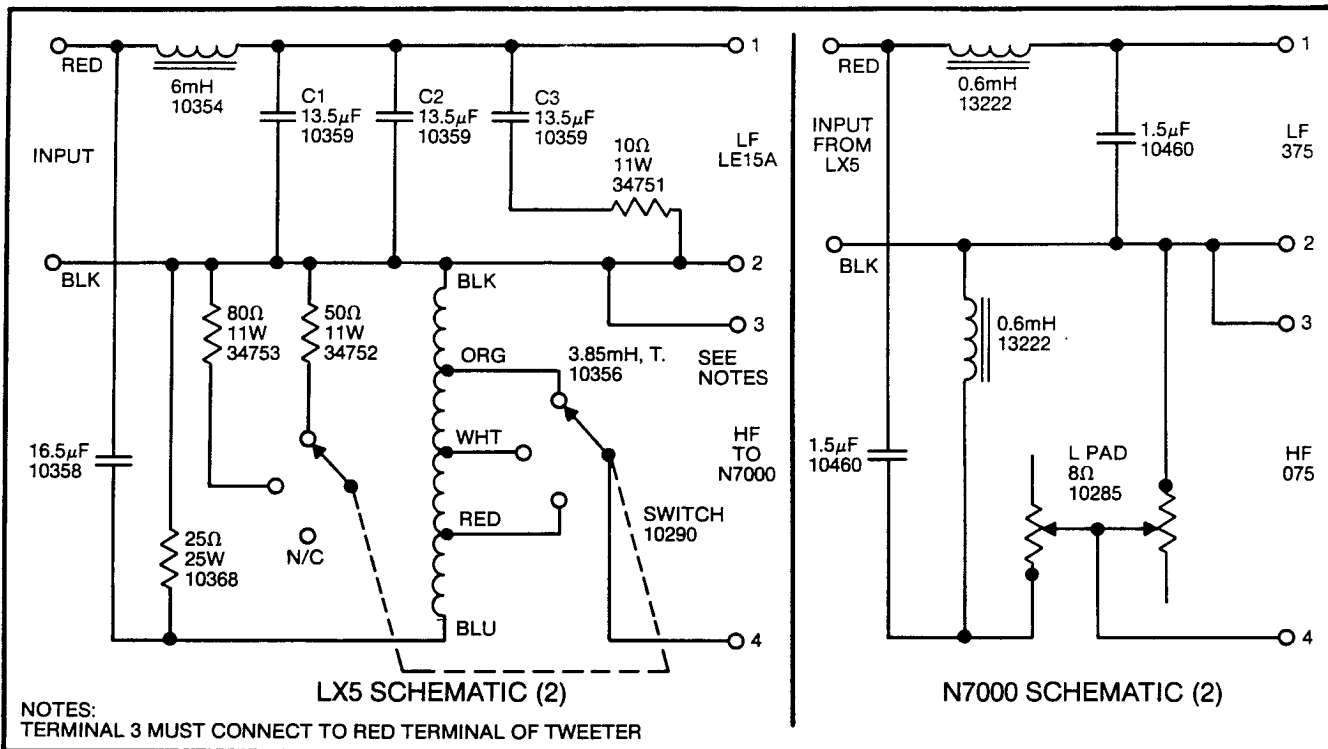 RED
6mH
10354
C1
13.5µF
10359
C2
13.5µF
10359
C3
13.5µF
10359
10Ω
11W
34751
1
LF
LE15A
INPUT
BLK
2
80Ω
11W
34753
50Ω
11W
34752
BLK
3
ORG
3.85mH, T.
10356
SEE
NOTES
WHT
HF
TO
N7000
16.5µF
10358
RED
SWITCH
10290
25Ω
25W
10368
N/C
BLU
4
LX5 SCHEMATIC (2)
NOTES:
TERMINAL 3 MUST CONNECT TO RED TERMINAL OF TWEETER
RED
0.6mH
13222
1
INPUT
FROM
LX5
1.5µF
10460
LF
375
BLK
2
0.6mH
13222
3
1.5µF
10460
L PAD
8Ω
10285
HF
075
4
N7000 SCHEMATIC (2)